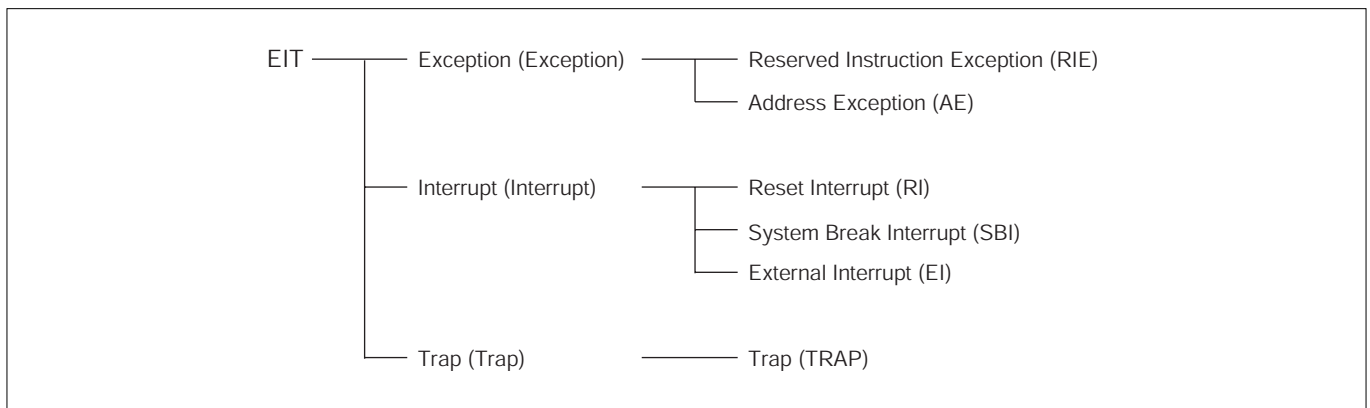 EIT Exception (Exception) Reserved Instruction Exception (RIE)
Address Exception (AE)
Interrupt (Interrupt) Reset Interrupt (RI)
System Break Interrupt (SBI)
External Interrupt (EI)
Trap (Trap) Trap (TRAP)